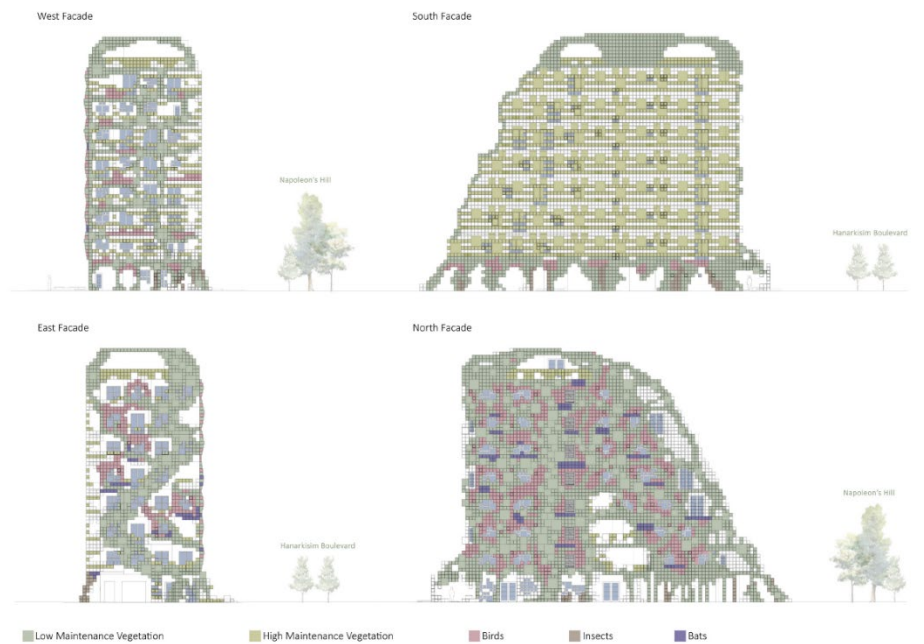 West Facade
South Facade
Napoleon's Hill
Hanarkisim Boulevard
East Facade
North Facade
Napoleon's Hill
Hanarkisim Boulevard
Low Maintenance Vegetation
High Maintenance Vegetation
Birds
Insects
Bats